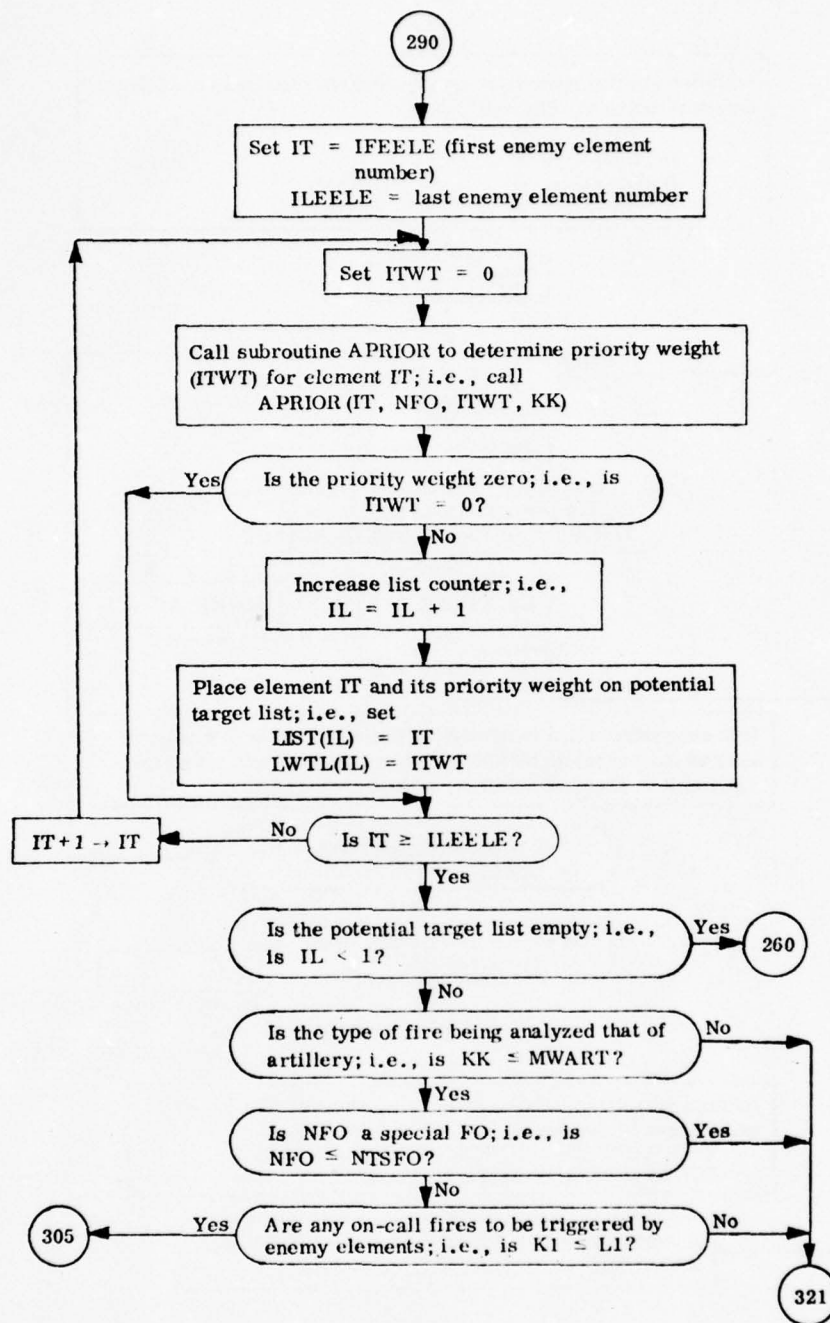 290
Set IT = IFEELE (first enemy element
number)
ILEELE = last enemy element number
Set ITWT = 0
Call subroutine APRIOR to determine priority weight
(ITWT) for element IT; i.e., call
APRIOR (IT, NFO, ITWT, KK)
Yes
Is the priority weight zero; i.e., is
ITWT = 0?
No
Increase list counter; i.e.,
IL = IL + 1
Place element IT and its priority weight on potential
target list; i.e., set
LIST(IL) = IT
LWTL(IL) = ITWT
IT+1 → IT
No
Is IT ≥ ILEELE?
Yes
Is the potential target list empty; i.e.,
is IL < 1?
Yes
260
No
Is the type of fire being analyzed that of
artillery; i.e., is KK ≤ MWART?
No
Yes
Is NFO a special FO; i.e., is
NFO ≤ NTSFO?
Yes
No
305
Yes
Are any on-call fires to be triggered by
enemy elements; i.e., is K1 ≤ L1?
No
321